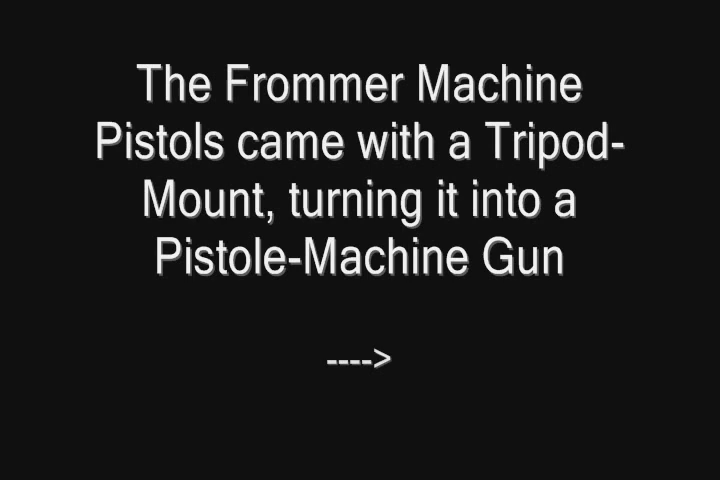 The Frommer Machine
Pistols came with a Tripod-
Mount, turning it into a
Pistole-Machine Gun
---->